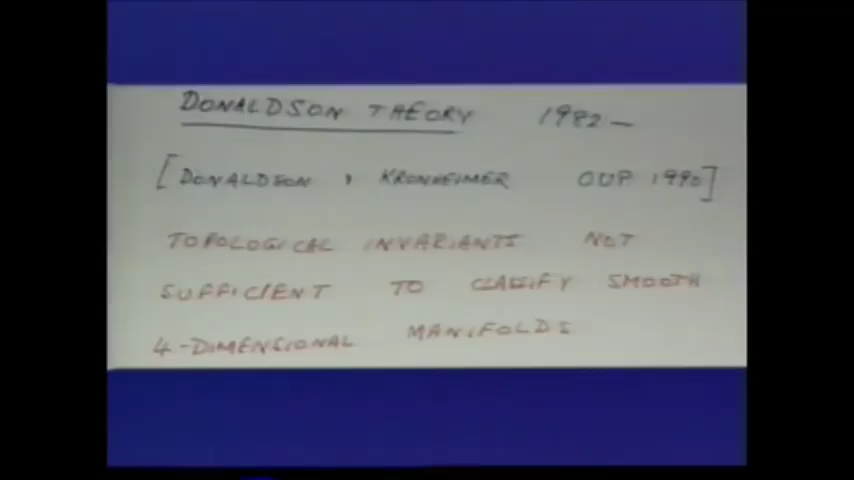 DONALDSON THEORY 1982 –
[DONALDSON , KRONHEIMER OUP 1990]
TOPOLOGICAL INVARIANTS NOT
SUFFICIENT TO CLASSIFY SMOOTH
4-DIMENSIONAL MANIFOLDS